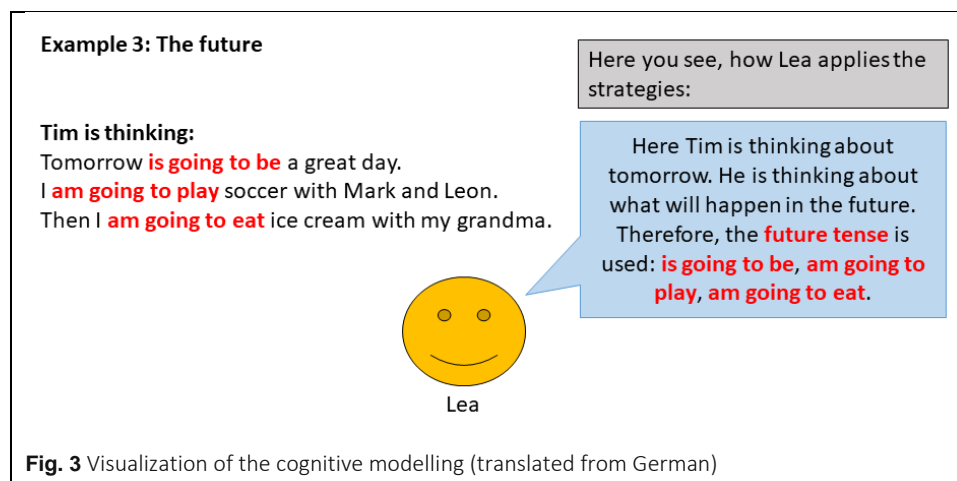 Example 3: The future
Here you see, how Lea applies the
strategies:
Tim is thinking:
Tomorrow is going to be a great day.
I am going to play soccer with Mark and Leon.
Then I am going to eat ice cream with my grandma.
Here Tim is thinking about
tomorrow. He is thinking about
what will happen in the future.
Therefore, the future tense is
used: is going to be, am going to
play, am going to eat.
Lea
Fig. 3 Visualization of the cognitive modelling (translated from German)